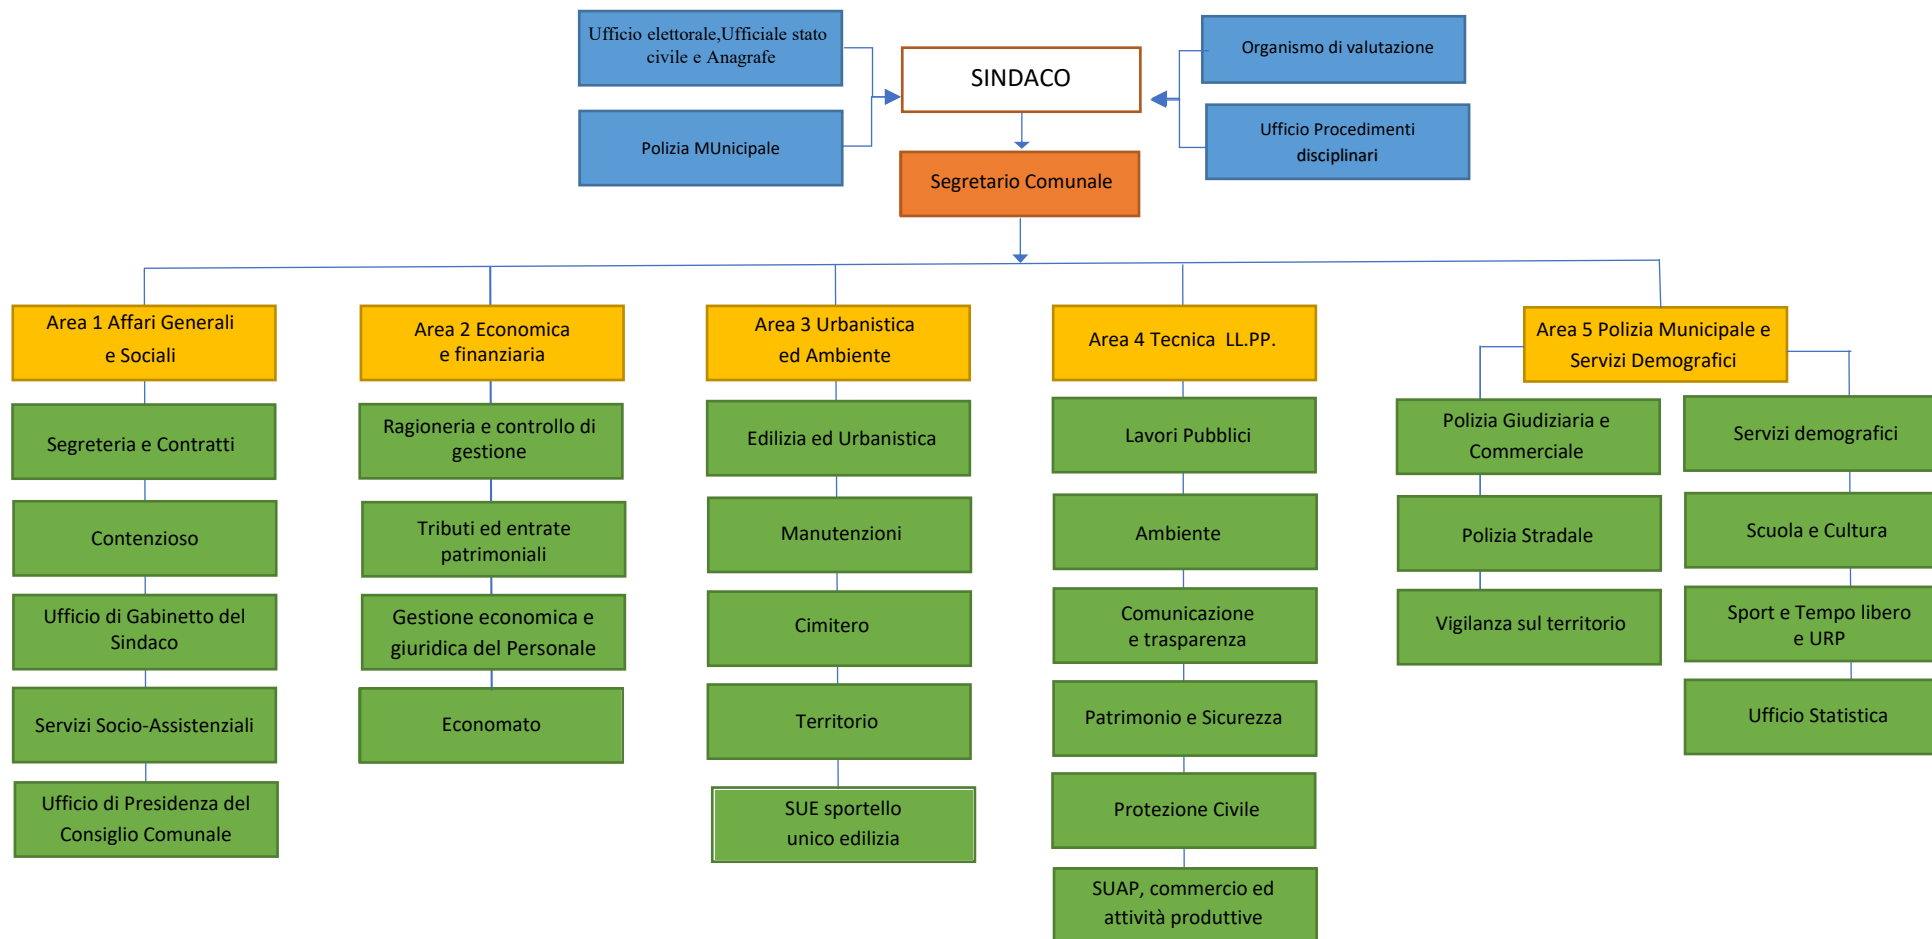 Ufficio elettorale,Ufficiale stato
civile e Anagrafe
Polizia MUnicipale
SINDACO
Organismo di valutazione
Ufficio Procedimenti
disciplinari
Segretario Comunale
Area 1 Affari Generali
e Sociali
Segreteria e Contratti
Contenzioso
Ufficio di Gabinetto del
Sindaco
Servizi Socio-Assistenziali
Ufficio di Presidenza del
Consiglio Comunale
Area 2 Economica
e finanziaria
Ragioneria e controllo di
gestione
Tributi ed entrate
patrimoniali
Gestione economica e
giuridica del Personale
Economato
Area 3 Urbanistica
ed Ambiente
Edilizia ed Urbanistica
Manutenzioni
Cimitero
Territorio
SUE sportello
unico edilizia
Area 4 Tecnica LL.PP.
Lavori Pubblici
Ambiente
Comunicazione
e trasparenza
Patrimonio e Sicurezza
Protezione Civile
SUAP, commercio ed
attività produttive
Area 5 Polizia Municipale e
Servizi Demografici
Polizia Giudiziaria e
Commerciale
Polizia Stradale
Vigilanza sul territorio
Servizi demografici
Scuola e Cultura
Sport e Tempo libero
e URP
Ufficio Statistica